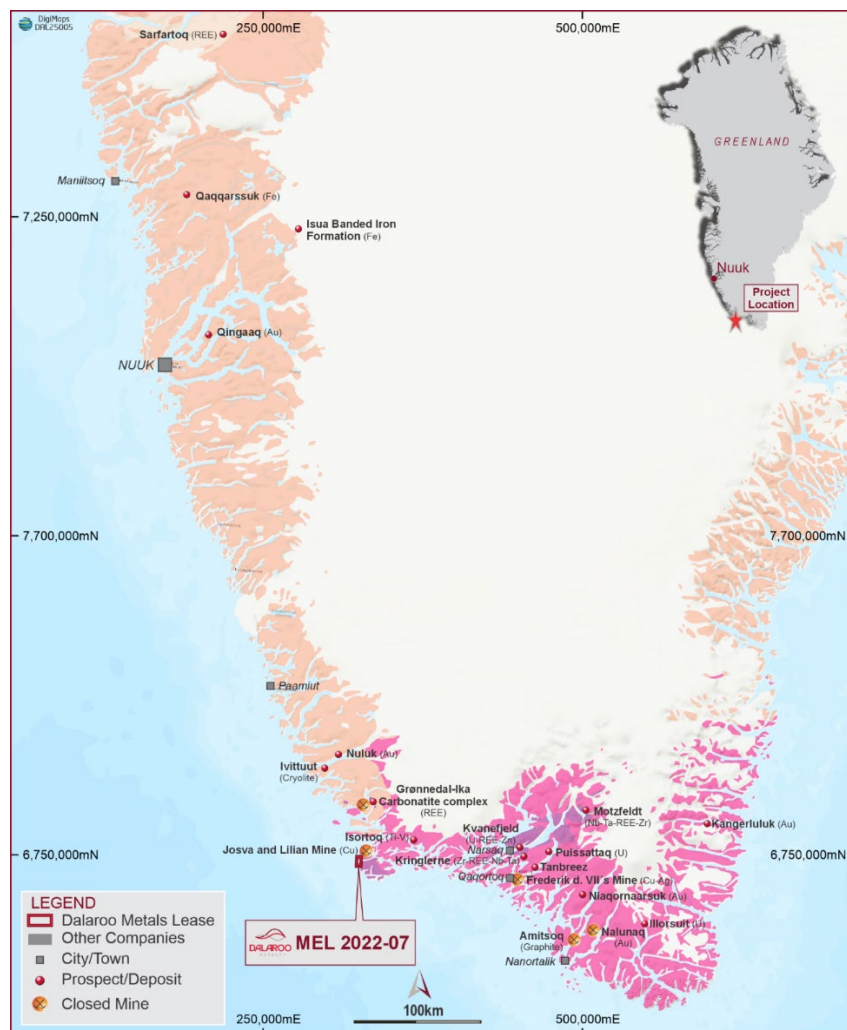 DigiMaps
DAL25005
250,000mE
500,000mE
Sarfartoq (REE)
GREENLAND
Maniitsoq
Qaqqarssuk (Fe)
7,250,000mN
Isua Banded Iron
Formation (Fe)
Nuuk
Project
Location
Qingaaq (Au)
NUUK
7,700,000mN
7,700,000mN
Paamiut
Nuluk (Au)
Ivittuut
(Cryolite)
Grønnedal-Ika
Carbonatite complex
(REE)
Motzfeldt
(Nb-Ta-REE-Zr)
Kangerluluk (Au)
Isortoq (Ti-V)
Kvanefjeld
(U-REE-Zn)
Narsaq
Josva and Lilian Mine (Cu)
Kringlerne (Zr-REE-Nb-Ta)
Puissattaq (U)
6,750,000mN
6,750,000mN
Tanbreez
Qaqortoq
Frederik d. VII's Mine (Cu-Ag)
Niaqornaarsuk (Au)
Illorsuit (U)
Amitsoq
(Graphite)
Nalunaq
(Au)
Nanortalik
DALAROO
METALS
MEL 2022-07
LEGEND
Dalaroo Metals Lease
Other Companies
City/Town
Prospect/Deposit
Closed Mine
100km
250,000mE
500,000mE